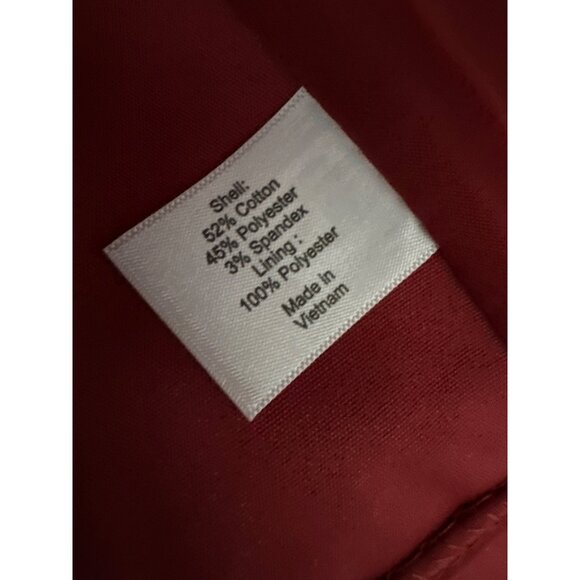 Shell:
52% Cotton
45% Polyester
3% Spandex
Lining :
100% Polyester
Made in
Vietnam